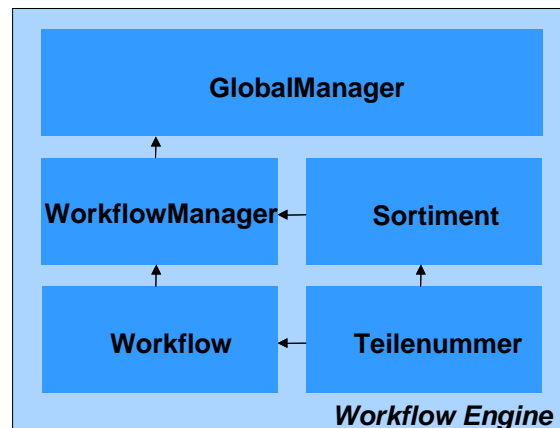 GlobalManager
WorkflowManager
Sortiment
Workflow
Teilenummer
Workflow Engine